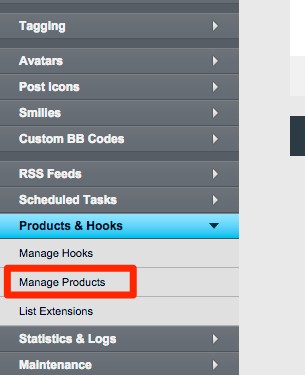 Tagging
Avatars
Post Icons
Smilies
Custom BB Codes
RSS Feeds
Scheduled Tasks
Products & Hooks
Manage Hooks
Manage Products
List Extensions
Statistics & Logs
Maintenance